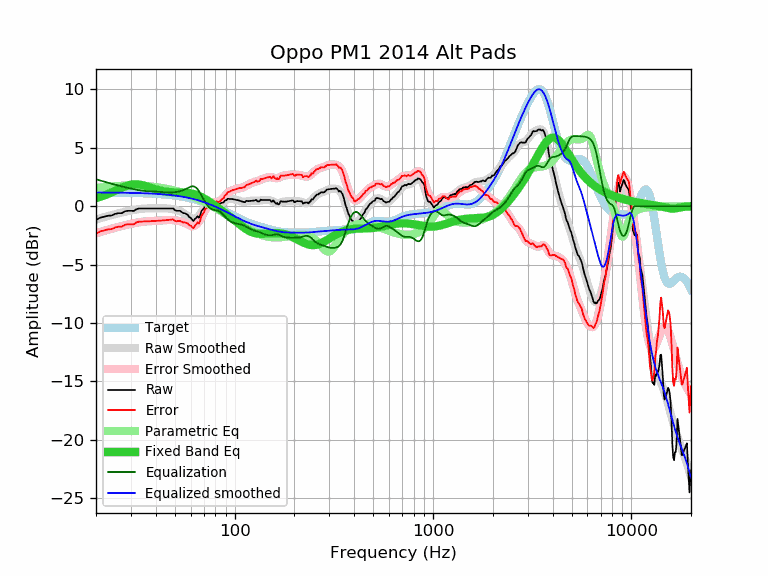 Oppo PM1 2014 Alt Pads
Amplitude (dBr)
10
5
0
−5
−10
−15
−20
−25
Target
Raw Smoothed
Error Smoothed
Raw
Error
Parametric Eq
Fixed Band Eq
Equalization
Equalized smoothed
100
1000
10000
Frequency (Hz)